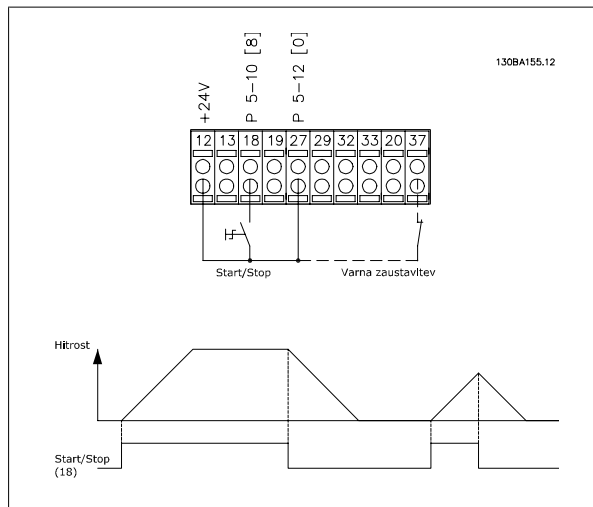 130BA155.12
+24V
P 5-10 [8]
P 5-12 [0]
12 13 18 19 27 29 32 33 20 37
Start/Stop
Varna zaustavltev
Hitrost
Start/Stop
(18)